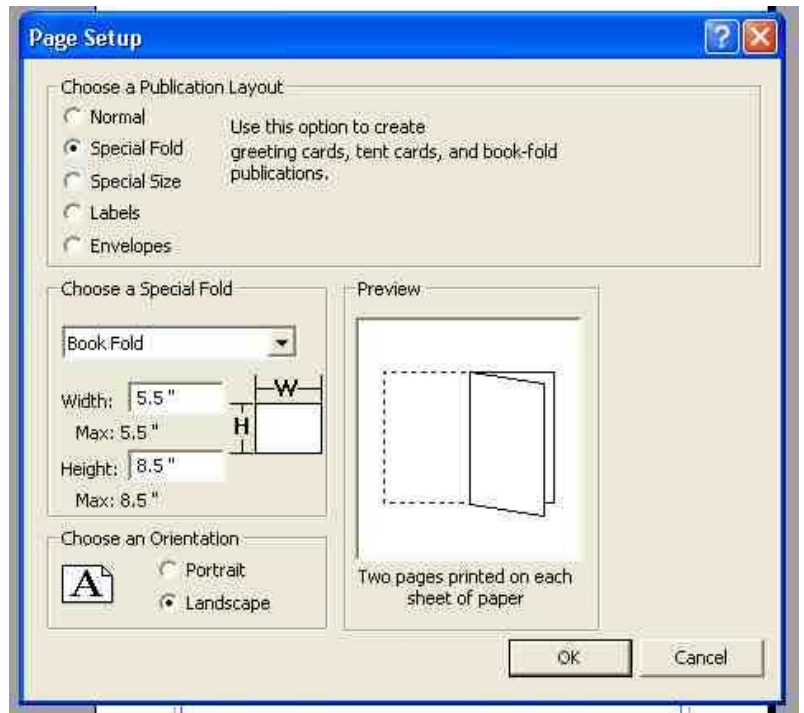 Page Setup
?
Choose a Publication Layout
Normal
Special Fold
Special Size
Labels
Envelopes
Use this option to create
greeting cards, tent cards, and book-fold
publications.
Choose a Special Fold
Book Fold
Width: 5.5 "
Max: 5.5 "
Height: 8.5 "
Max: 8.5 "
W
H
Preview
Two pages printed on each
sheet of paper
Choose an Orientation
A
Portrait
Landscape
OK
Cancel